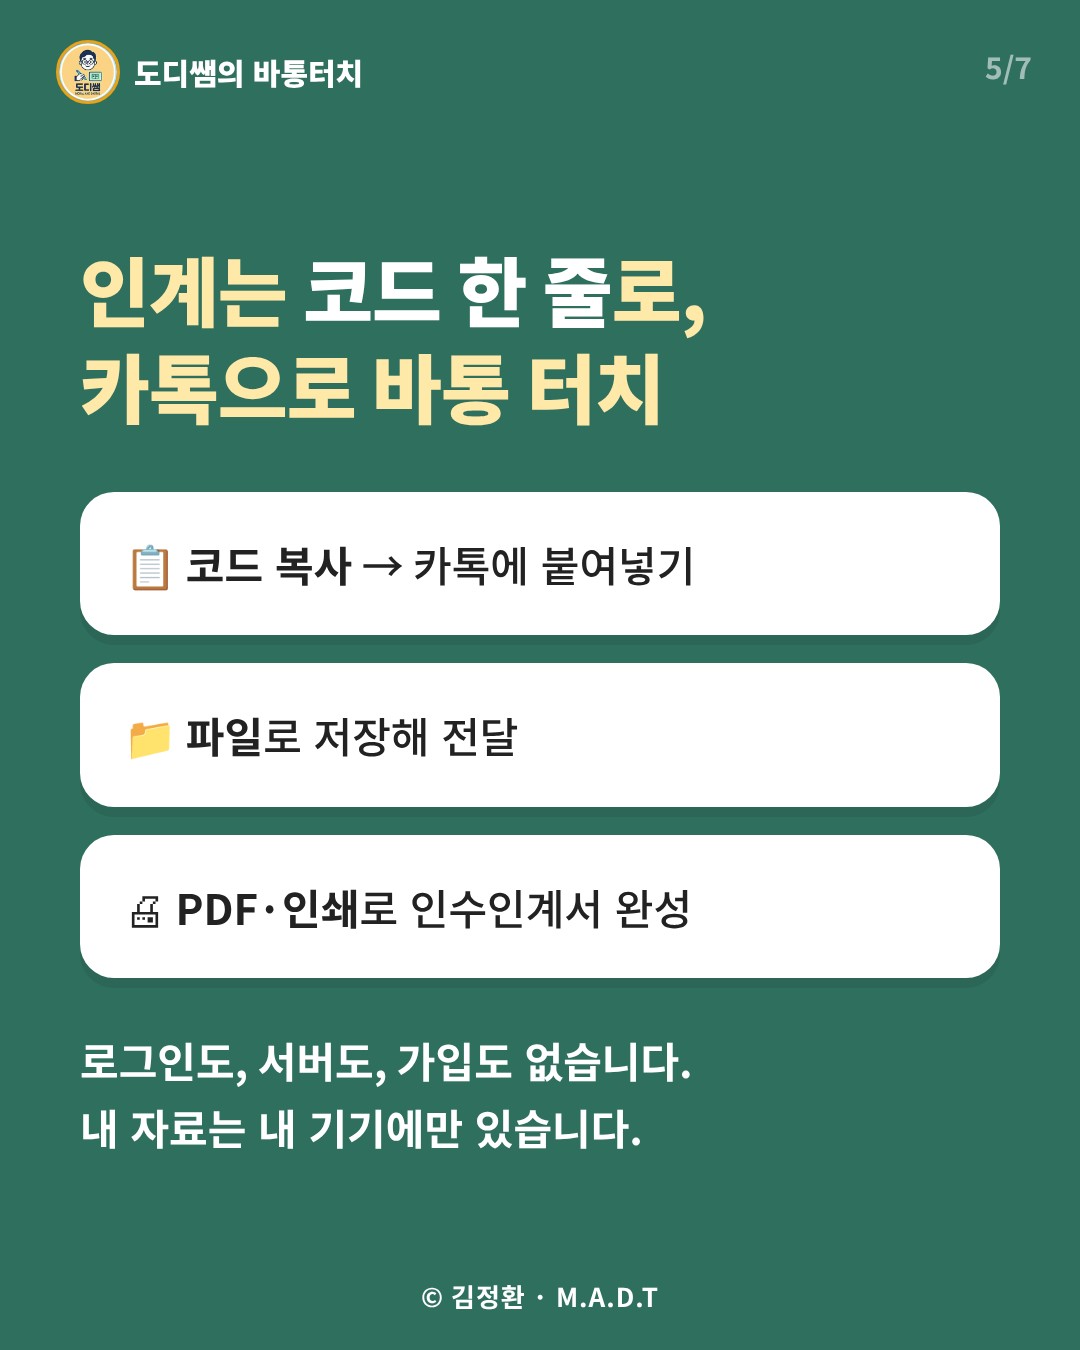 도디쌤
도디쌤의 바통터치
5/7
인계는 코드 한 줄로,
카톡으로 바통 터치
📋 코드 복사 → 카톡에 붙여넣기
📁 파일로 저장해 전달
🖨 PDF·인쇄로 인수인계서 완성
로그인도, 서버도, 가입도 없습니다.
내 자료는 내 기기에만 있습니다.
© 김정환 · M.A.D.T